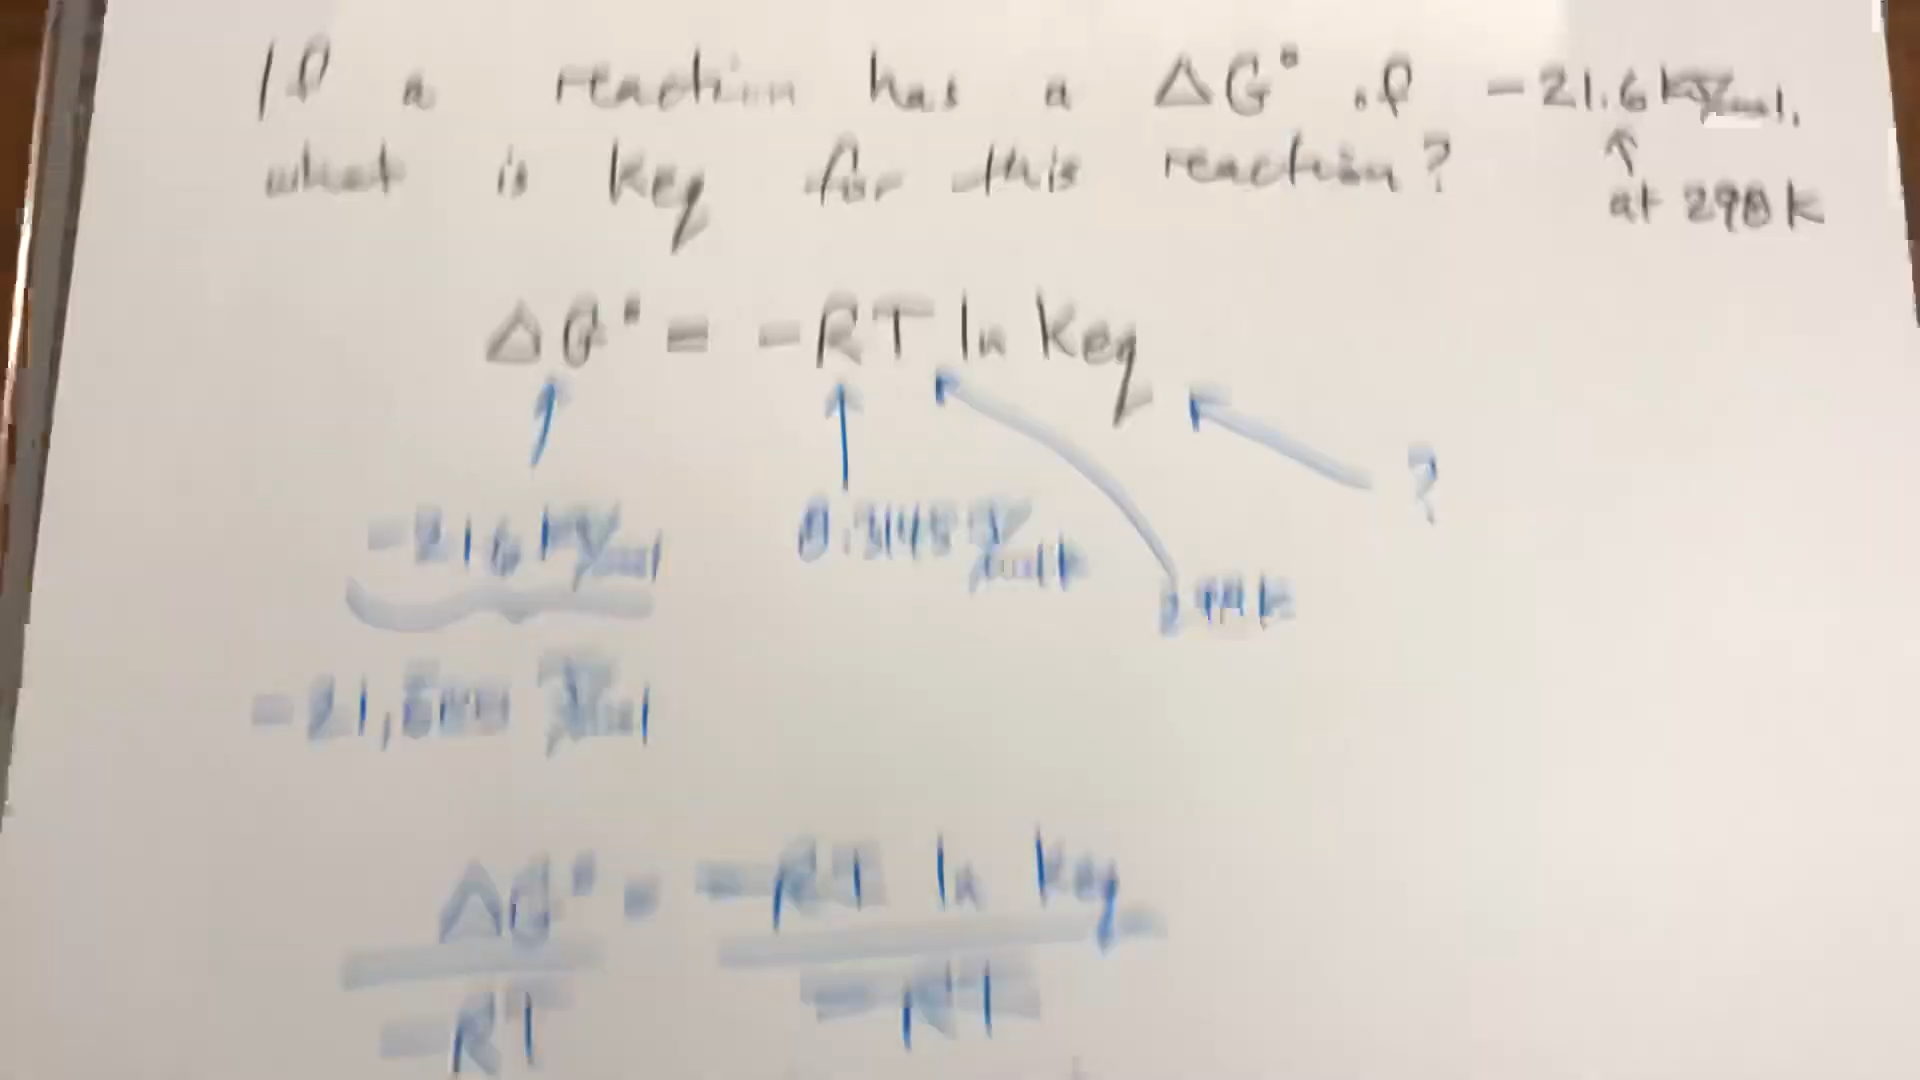 If a reaction has a ΔG° of -21.6 kJ/mol,
what is Keq for this reaction?
↑
at 298 K
ΔG° = -RT ln Keq
-21.6 kJ/mol
8.3145 J/mol K
?
298 K
-21,600 J/mol
ΔG° = -RT ln Keq
-RT -RT